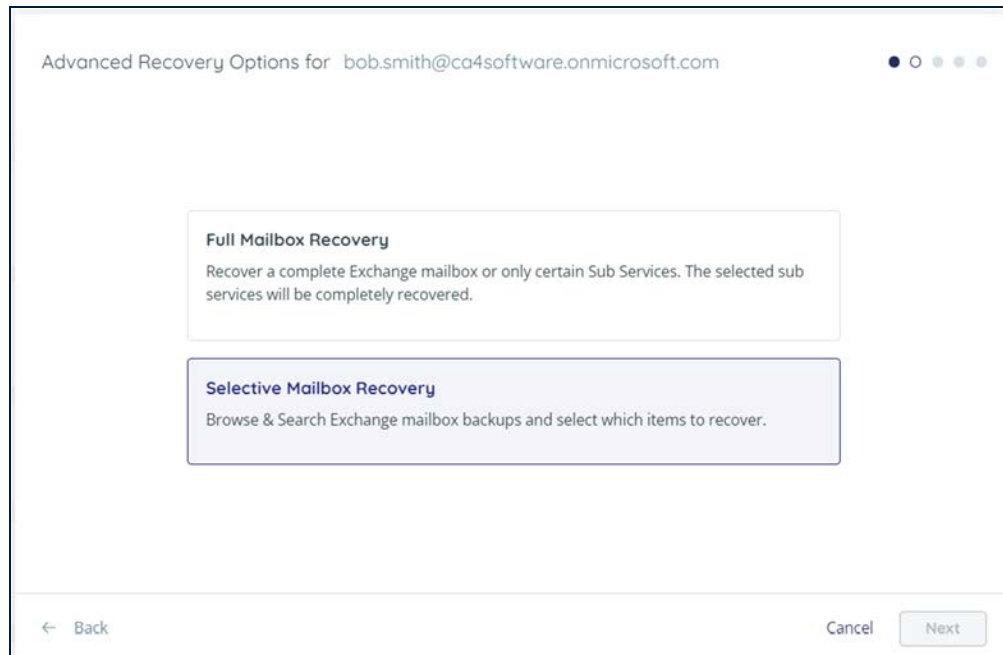 Advanced Recovery Options for bob.smith@ca4software.onmicrosoft.com
Full Mailbox Recovery
Recover a complete Exchange mailbox or only certain Sub Services. The selected sub
services will be completely recovered.
Selective Mailbox Recovery
Browse & Search Exchange mailbox backups and select which items to recover.
← Back
Cancel
Next